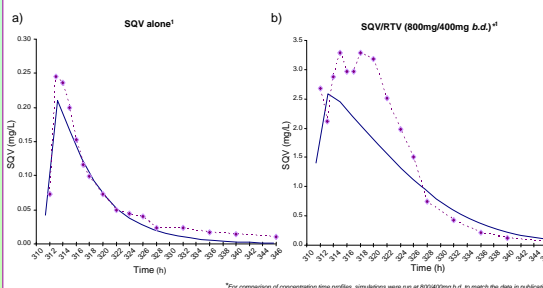 a)
SQV alone¹
0.30
0.25
0.20
0.15
0.10
0.05
0.00
SQV (mg/L)
310 312 314 316 318 320 322 324 326 328 330 332 334 336 338 340 342 344 346
Time (h)
b)
SQV/RTV (800mg/400mg b.d.)*¹
3.5
3.0
2.5
2.0
1.5
1.0
0.5
0.0
SQV (mg/L)
310 312 314 316 318 320 322 324 326 328 330 332 334 336 338 340 342 344
Time (h)
*For comparison of concentration time profiles, simulations were run at 800/400mg b.d. to match the data in